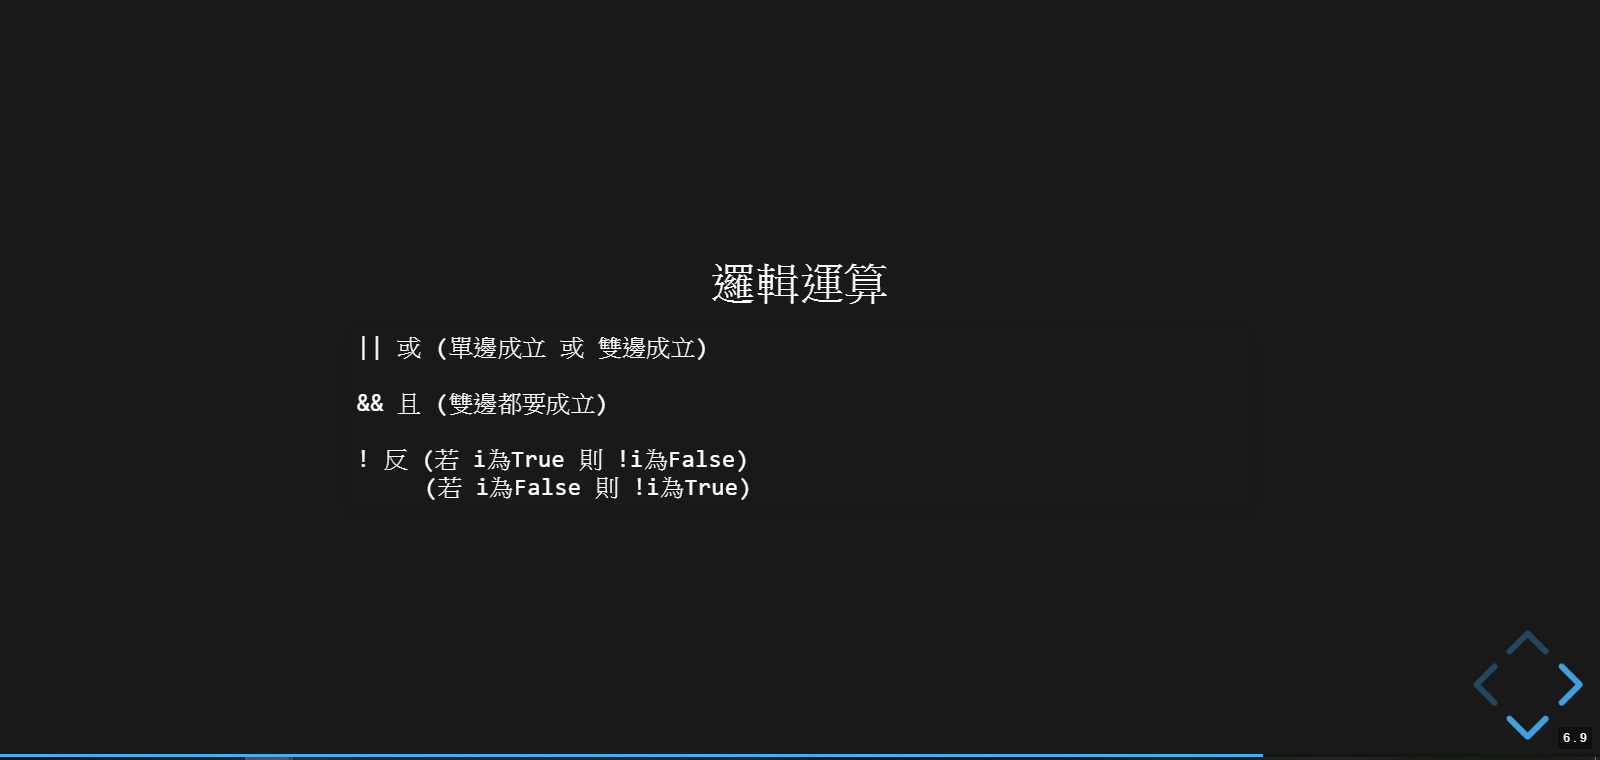 邏輯運算
|| 或 (單邊成立 或 雙邊成立)
&& 且 (雙邊都要成立)
! 反 (若 i為True 則 !i為False)
(若 i為False 則 !i為True)
6.9